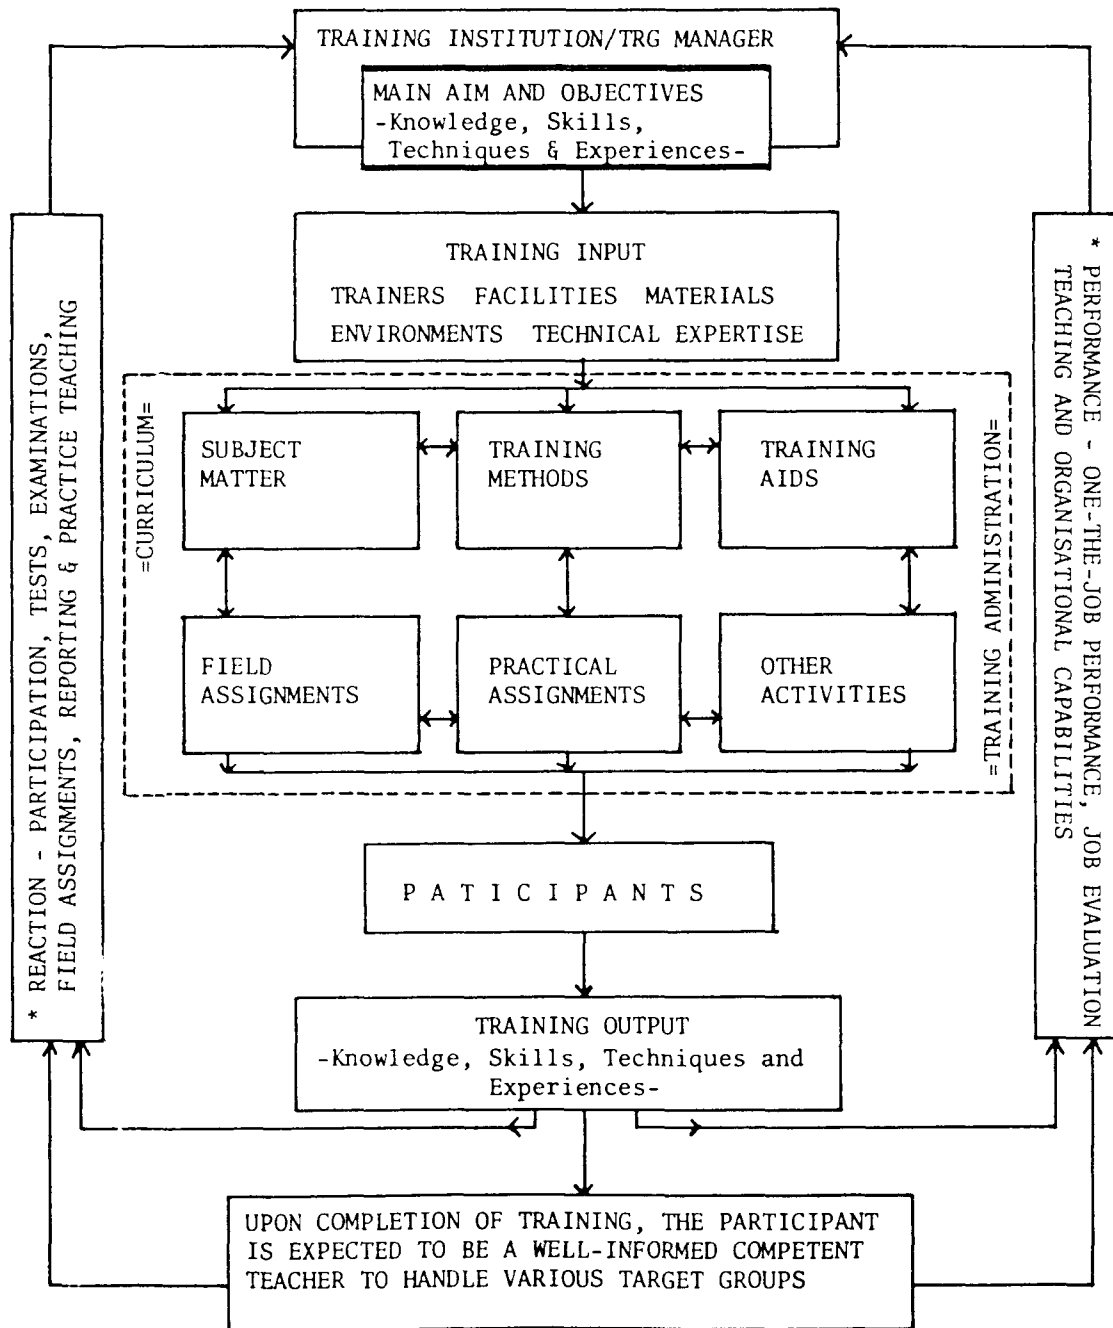 TRAINING INSTITUTION/TRG MANAGER
MAIN AIM AND OBJECTIVES
-Knowledge, Skills,
Techniques & Experiences-
TRAINING INPUT
TRAINERS FACILITIES MATERIALS
ENVIRONMENTS TECHNICAL EXPERTISE
=CURRICULUM=
SUBJECT
MATTER
TRAINING
METHODS
TRAINING
AIDS
=TRAINING ADMINISTRATION=
FIELD
ASSIGNMENTS
PRACTICAL
ASSIGNMENTS
OTHER
ACTIVITIES
* REACTION - PARTICIPATION, TESTS, EXAMINATIONS,
FIELD ASSIGNMENTS, REPORTING & PRACTICE TEACHING
* PERFORMANCE - ONE-THE-JOB PERFORMANCE, JOB EVALUATION
TEACHING AND ORGANISATIONAL CAPABILITIES
PATICIPANTS
TRAINING OUTPUT
-Knowledge, Skills, Techniques and
Experiences-
UPON COMPLETION OF TRAINING, THE PARTICIPANT
IS EXPECTED TO BE A WELL-INFORMED COMPETENT
TEACHER TO HANDLE VARIOUS TARGET GROUPS